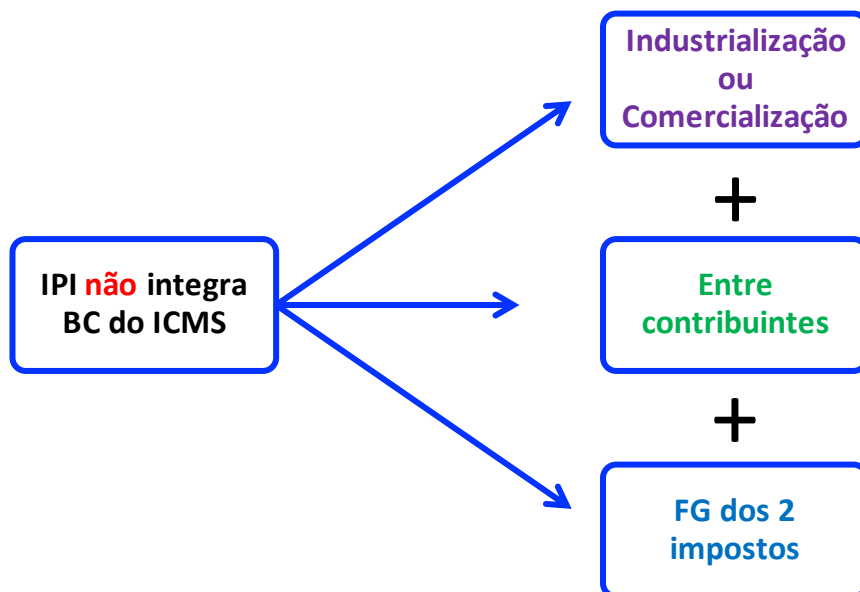 Industrialização
ou
Comercialização
+
IPI não integra
BC do ICMS
Entre
contribuintes
+
FG dos 2
impostos